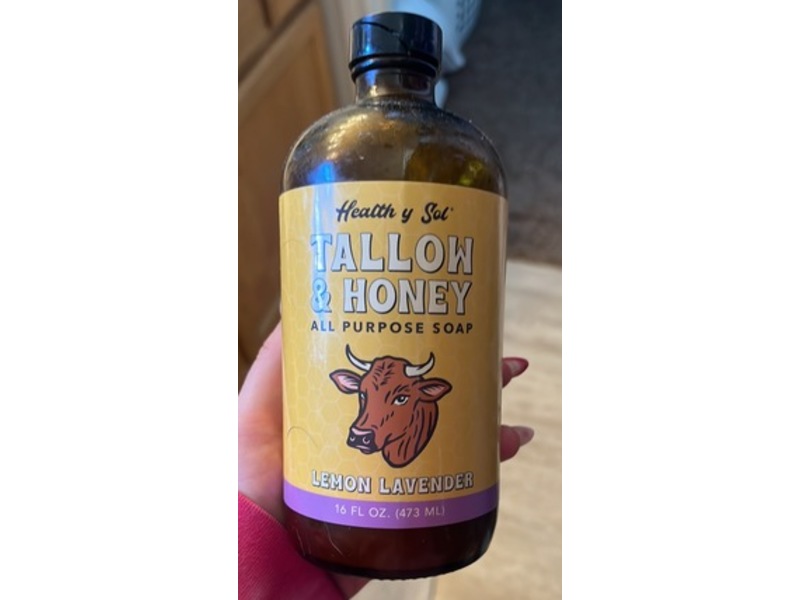 Health y Sol
TALLOW
& HONEY
ALL PURPOSE SOAP
LEMON LAVENDER
16 FL OZ. (473 ML)